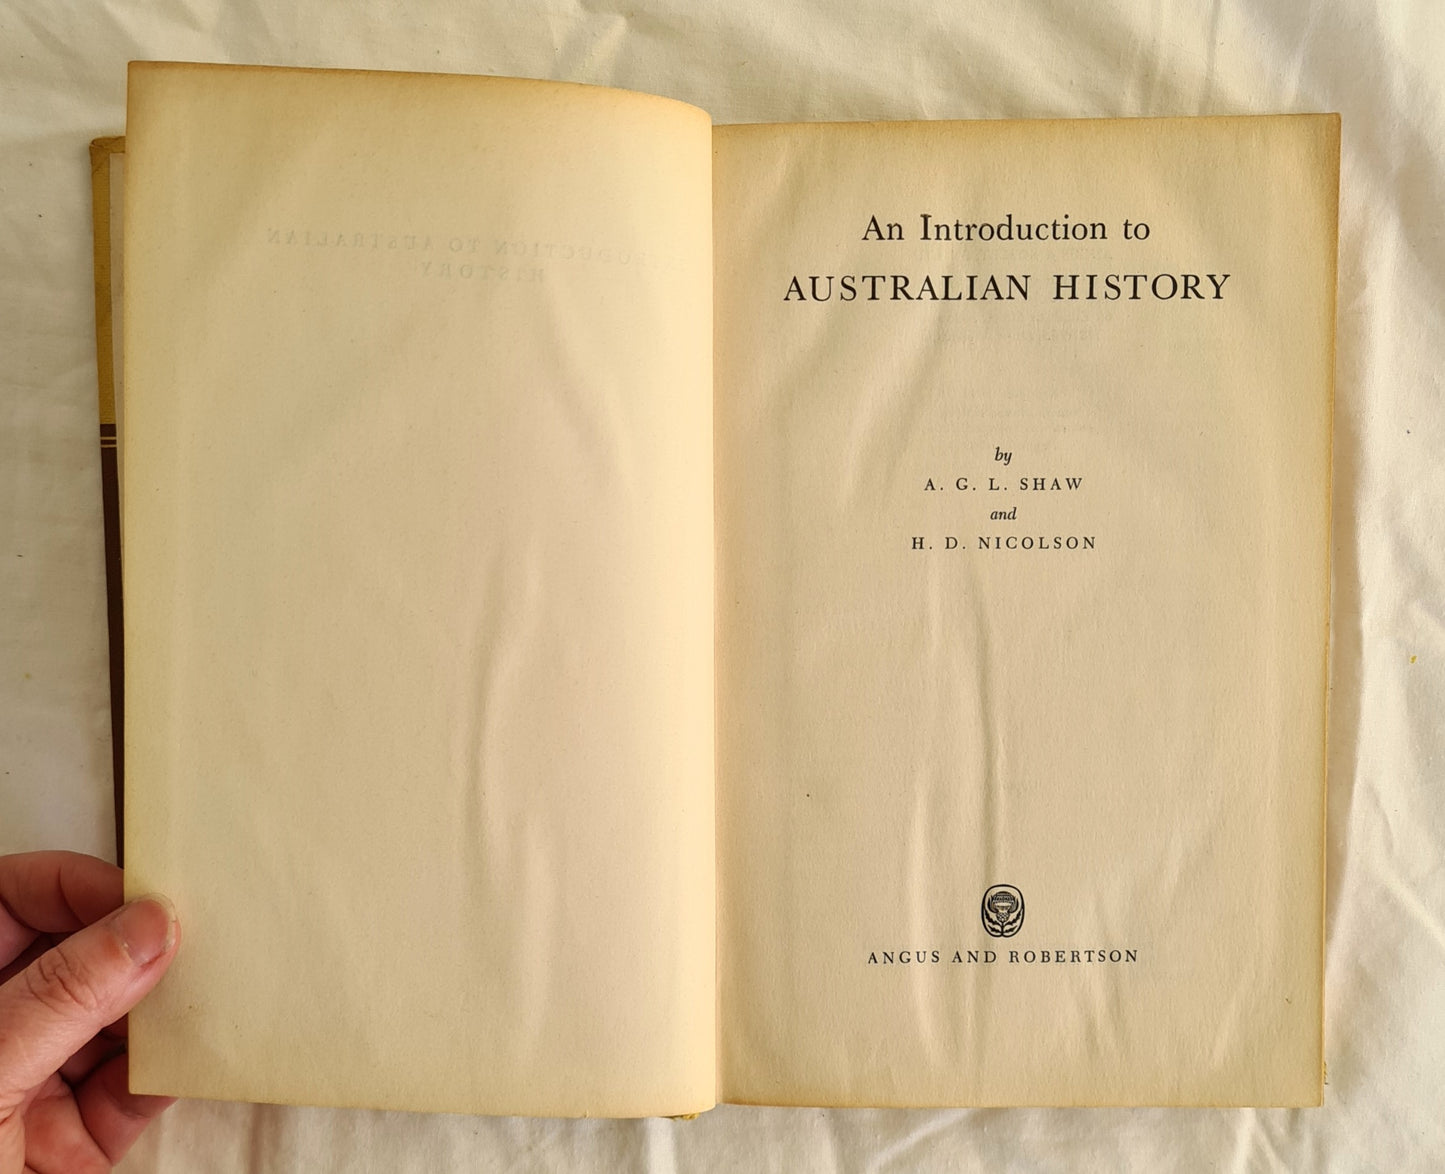 An Introduction to
AUSTRALIAN HISTORY
by
A. G. L. SHAW
and
H. D. NICOLSON
ANGUS AND ROBERTSON